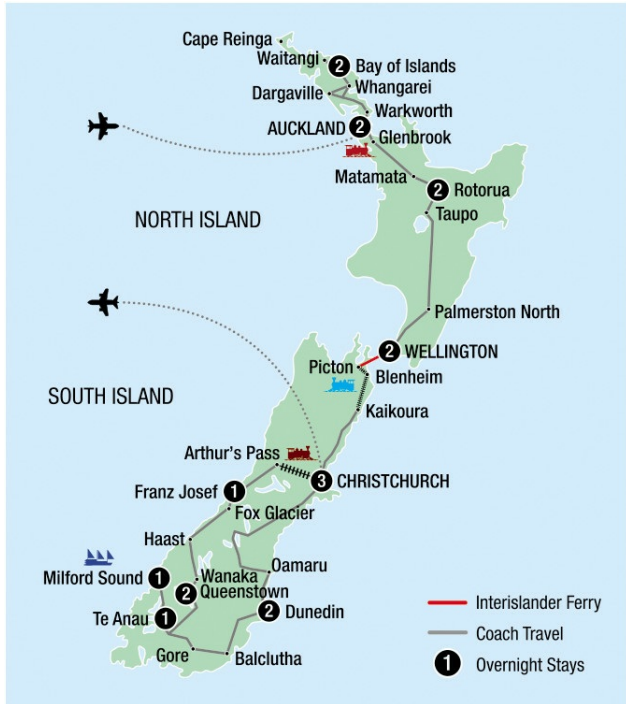 Cape Reinga
Waitangi
2 Bay of Islands
Whangarei
Dargaville
Warkworth
AUCKLAND 2
Glenbrook
Matamata
2 Rotorua
Taupo
NORTH ISLAND
Palmerston North
2 WELLINGTON
Picton
Blenheim
SOUTH ISLAND
Kaikoura
Arthur's Pass
3 CHRISTCHURCH
Franz Josef 1
Fox Glacier
Haast
Oamaru
Milford Sound 1
Wanaka
2 Queenstown
Te Anau 1
2 Dunedin
Gore
Balclutha
Interislander Ferry
Coach Travel
1 Overnight Stays